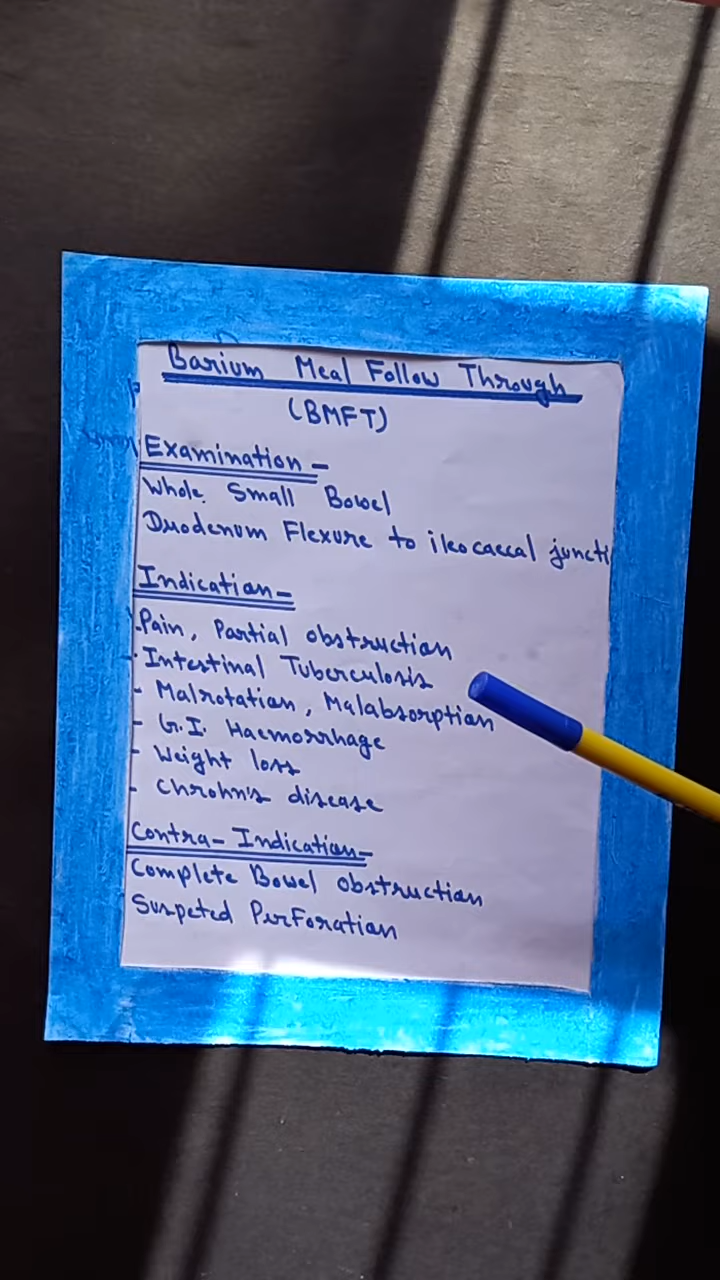 Barium Meal Follow Through
(BMFT)
Examination -
Whole Small Bowel
Duodenum Flexure to ileocaecal juncti
Indication -
- Pain, Partial obstruction
- Intestinal Tuberculosis
- Malrotation, Malabsorption
- G.I. Haemorrhage
- Weight loss
- Chrohn's disease
Contra-Indication -
Complete Bowel obstruction
Suspeted Perforation